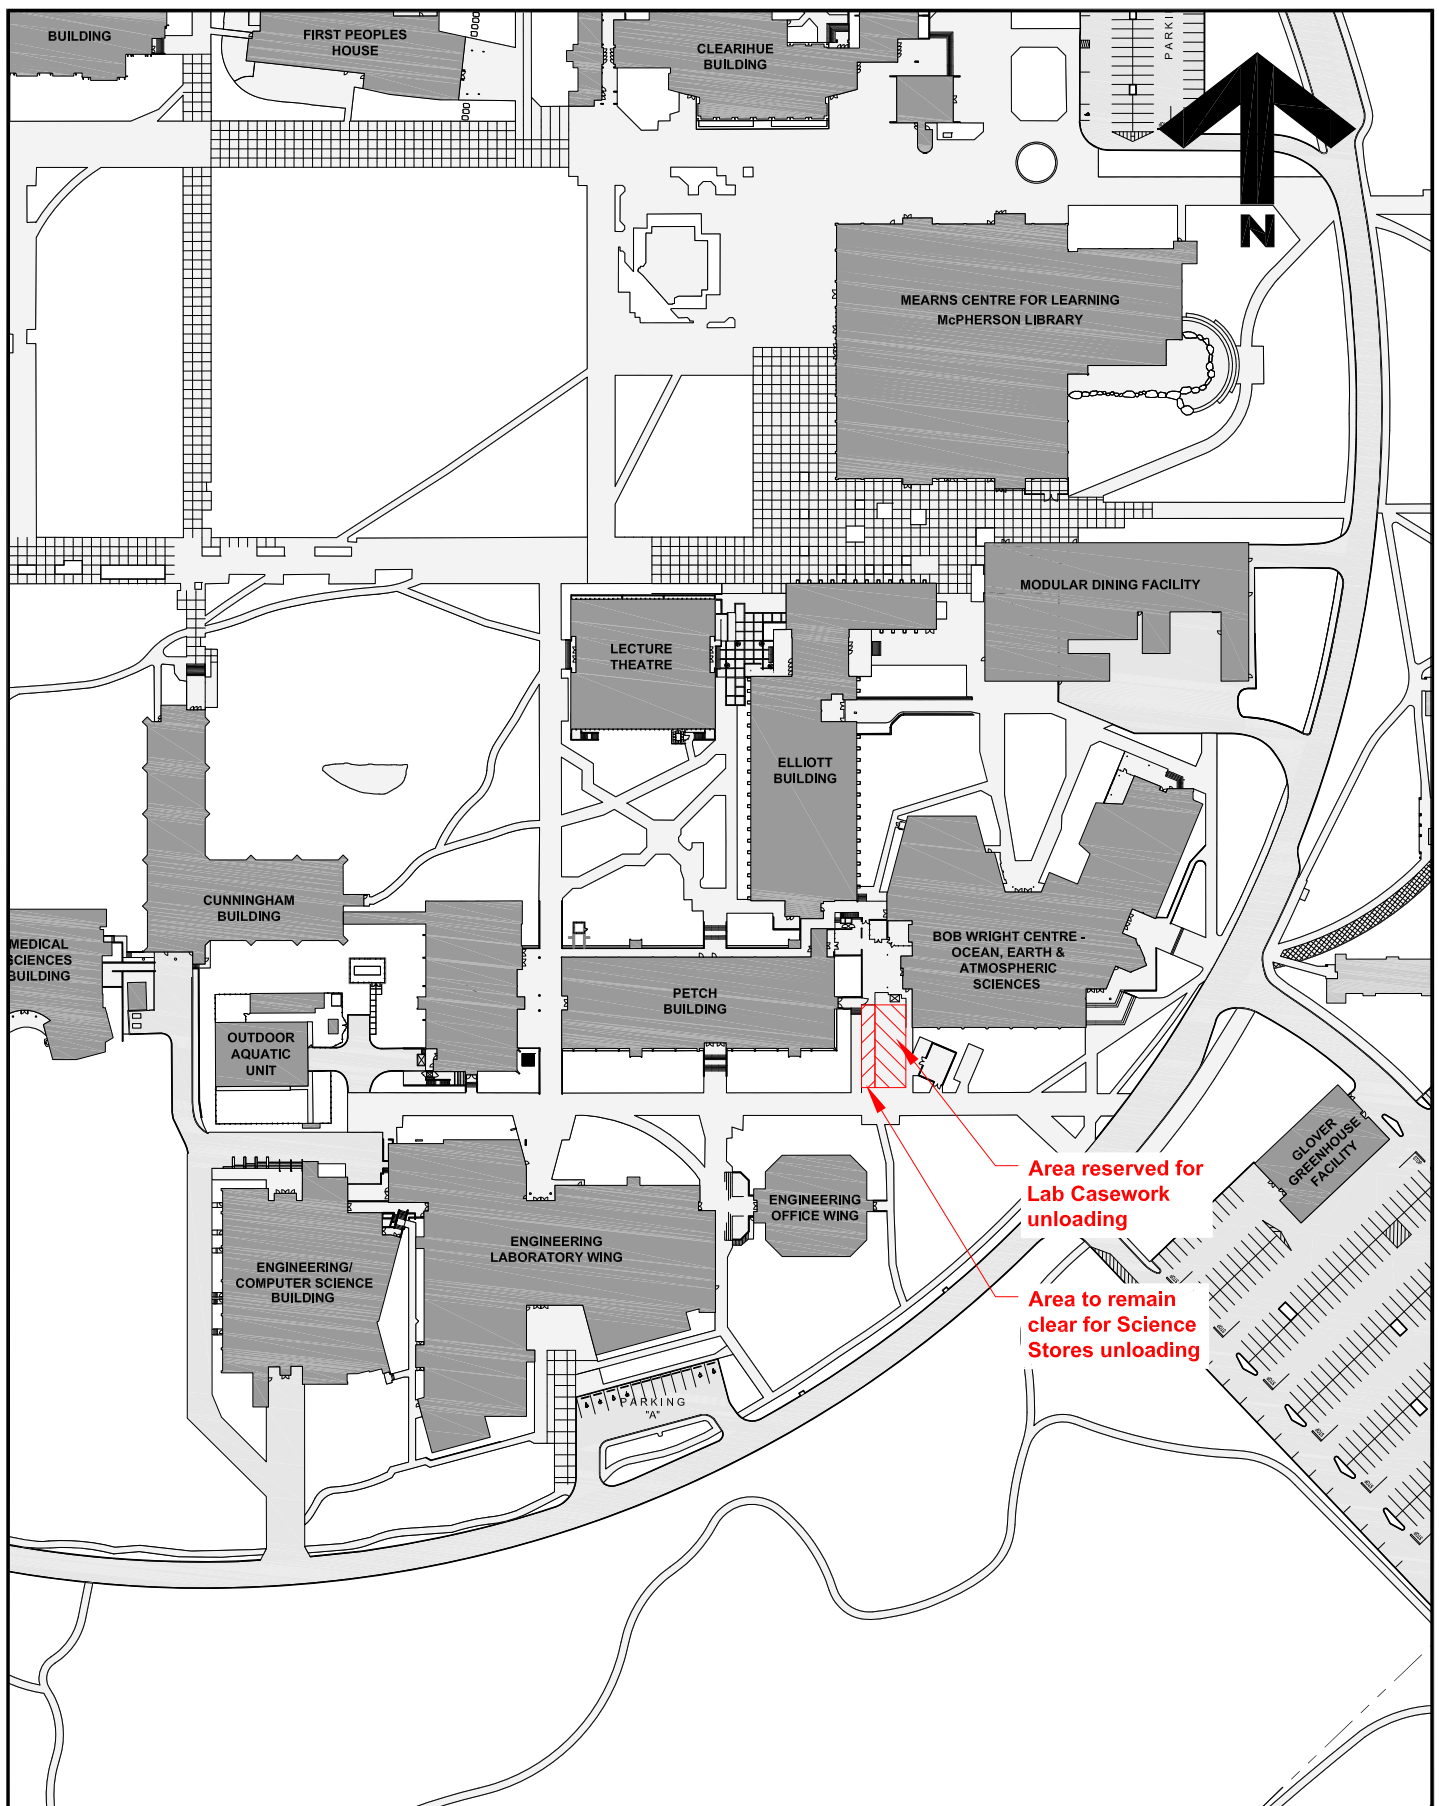 BUILDING
FIRST PEOPLES
HOUSE
CLEARIHUE
BUILDING
PARKI
N
MEARNS CENTRE FOR LEARNING
McPHERSON LIBRARY
MODULAR DINING FACILITY
LECTURE
THEATRE
ELLIOTT
BUILDING
CUNNINGHAM
BUILDING
MEDICAL
SCIENCES
BUILDING
BOB WRIGHT CENTRE -
OCEAN, EARTH &
ATMOSPHERIC
SCIENCES
PETCH
BUILDING
OUTDOOR
AQUATIC
UNIT
GLOVER
GREENHOUSE
FACILITY
Area reserved for
Lab Casework
unloading
ENGINEERING
OFFICE WING
ENGINEERING
LABORATORY WING
ENGINEERING/
COMPUTER SCIENCE
BUILDING
Area to remain
clear for Science
Stores unloading
PARKING
"A"